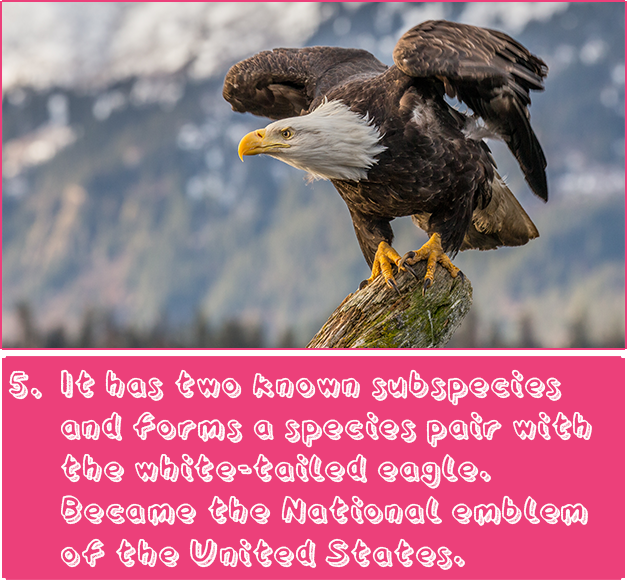 5. It has two known subspecies
and forms a species pair with
the white-tailed eagle.
Became the National emblem
of the United States.